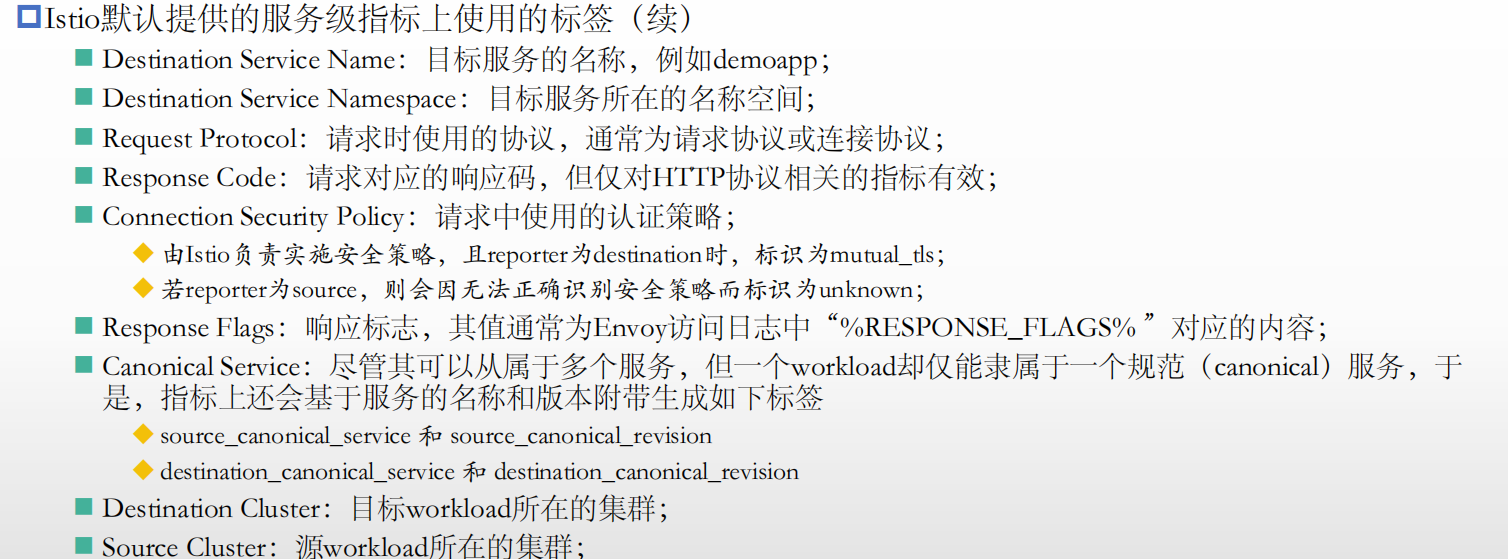 Istio默认提供的服务级指标上使用的标签（续）
Destination Service Name：目标服务的名称，例如demoapp；
Destination Service Namespace：目标服务所在的名称空间；
Request Protocol：请求时使用的协议，通常为请求协议或连接协议；
Response Code：请求对应的响应码，但仅对HTTP协议相关的指标有效；
Connection Security Policy：请求中使用的认证策略；
由Istio负责实施安全策略，且reporter为destination时，标识为mutual_tls；
若reporter为source，则会因无法正确识别安全策略而标识为unknown；
Response Flags：响应标志，其值通常为Envoy访问日志中“%RESPONSE_FLAGS% ”对应的内容；
Canonical Service：尽管其可以从属于多个服务，但一个workload却仅能隶属于一个规范（canonical）服务，于
是，指标上还会基于服务的名称和版本附带生成如下标签
source_canonical_service 和 source_canonical_revision
destination_canonical_service 和 destination_canonical_revision
Destination Cluster：目标workload所在的集群；
Source Cluster：源workload所在的集群；